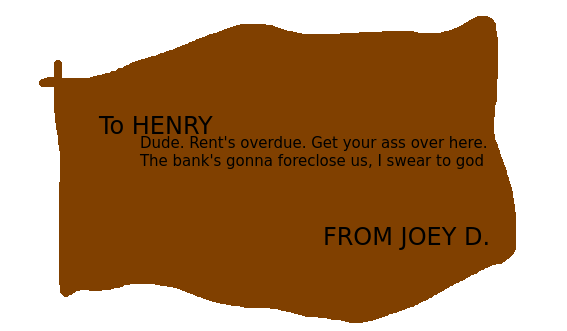 To HENRY
Dude. Rent's overdue. Get your ass over here.
The bank's gonna foreclose us, I swear to god
FROM JOEY D.